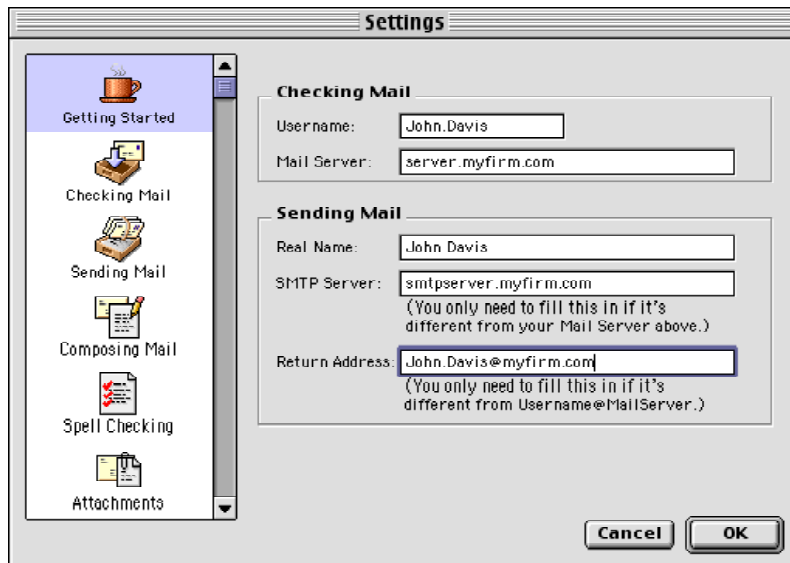 Settings
Getting Started
Checking Mail
Sending Mail
Composing Mail
Spell Checking
Attachments
Checking Mail
Username: John.Davis
Mail Server: server.myfirm.com
Sending Mail
Real Name: John Davis
SMTP Server: smtpserver.myfirm.com
(You only need to fill this in if it's
different from your Mail Server above.)
Return Address: John.Davis@myfirm.com
(You only need to fill this in if it's
different from Username@MailServer.)
Cancel OK